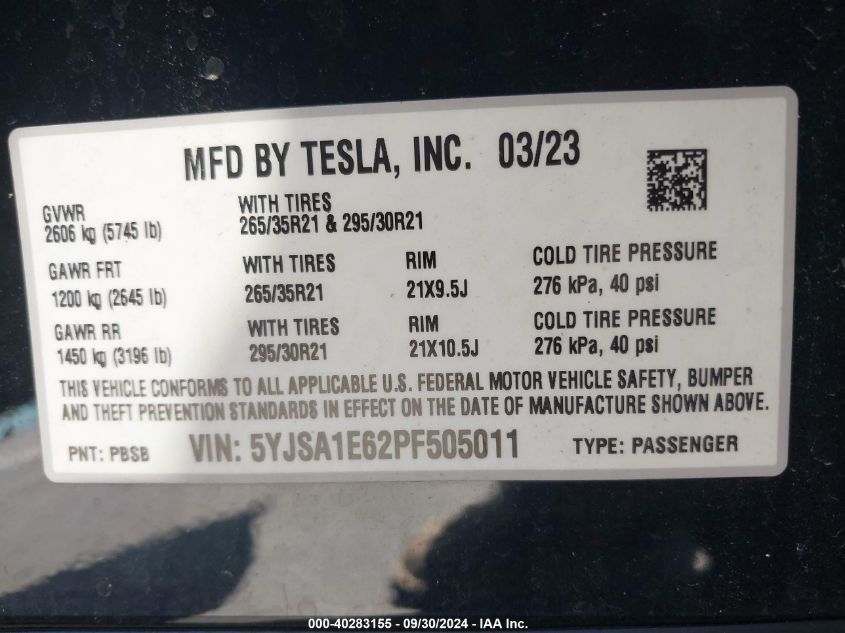 MFD BY TESLA, INC. 03/23
GVWR
2606 kg (5745 lb)
WITH TIRES
265/35R21 & 295/30R21
GAWR FRT
1200 kg (2645 lb)
WITH TIRES
265/35R21
RIM
21X9.5J
COLD TIRE PRESSURE
276 kPa, 40 psi
GAWR RR
1450 kg (3196 lb)
WITH TIRES
295/30R21
RIM
21X10.5J
COLD TIRE PRESSURE
276 kPa, 40 psi
THIS VEHICLE CONFORMS TO ALL APPLICABLE U.S. FEDERAL MOTOR VEHICLE SAFETY, BUMPER
AND THEFT PREVENTION STANDARDS IN EFFECT ON THE DATE OF MANUFACTURE SHOWN ABOVE.
PNT: PBSB VIN: 5YJSA1E62PF505011 TYPE: PASSENGER
000-40283155 - 09/30/2024 - IAA Inc.